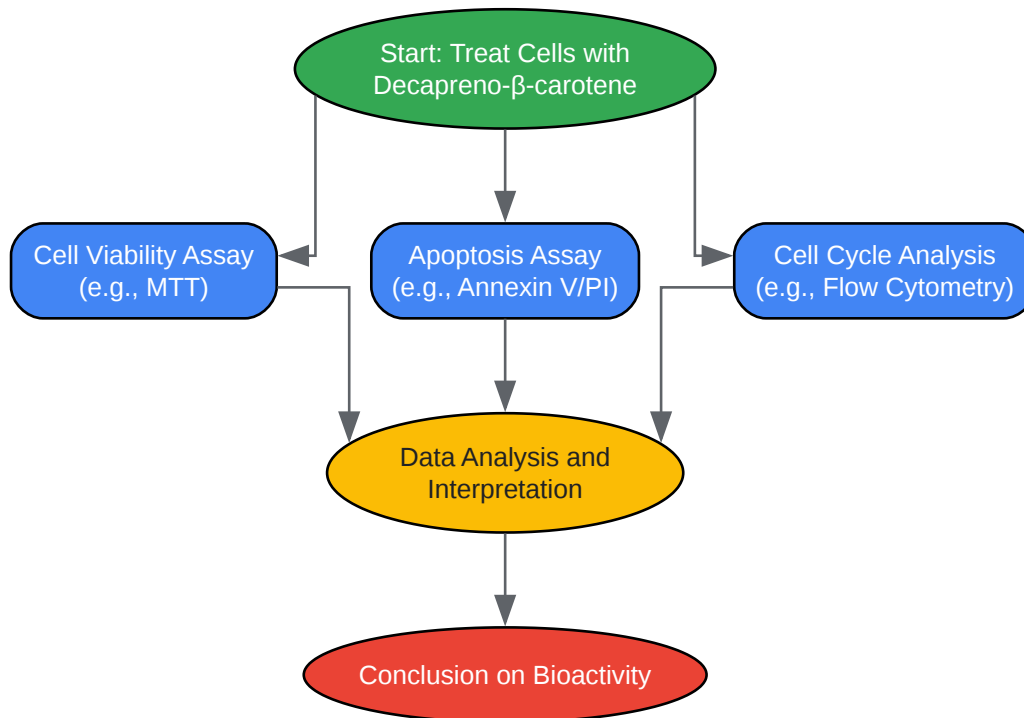 Start: Treat Cells with
Decapreno-β-carotene
Cell Viability Assay
(e.g., MTT)
Apoptosis Assay
(e.g., Annexin V/PI)
Cell Cycle Analysis
(e.g., Flow Cytometry)
Data Analysis and
Interpretation
Conclusion on Bioactivity